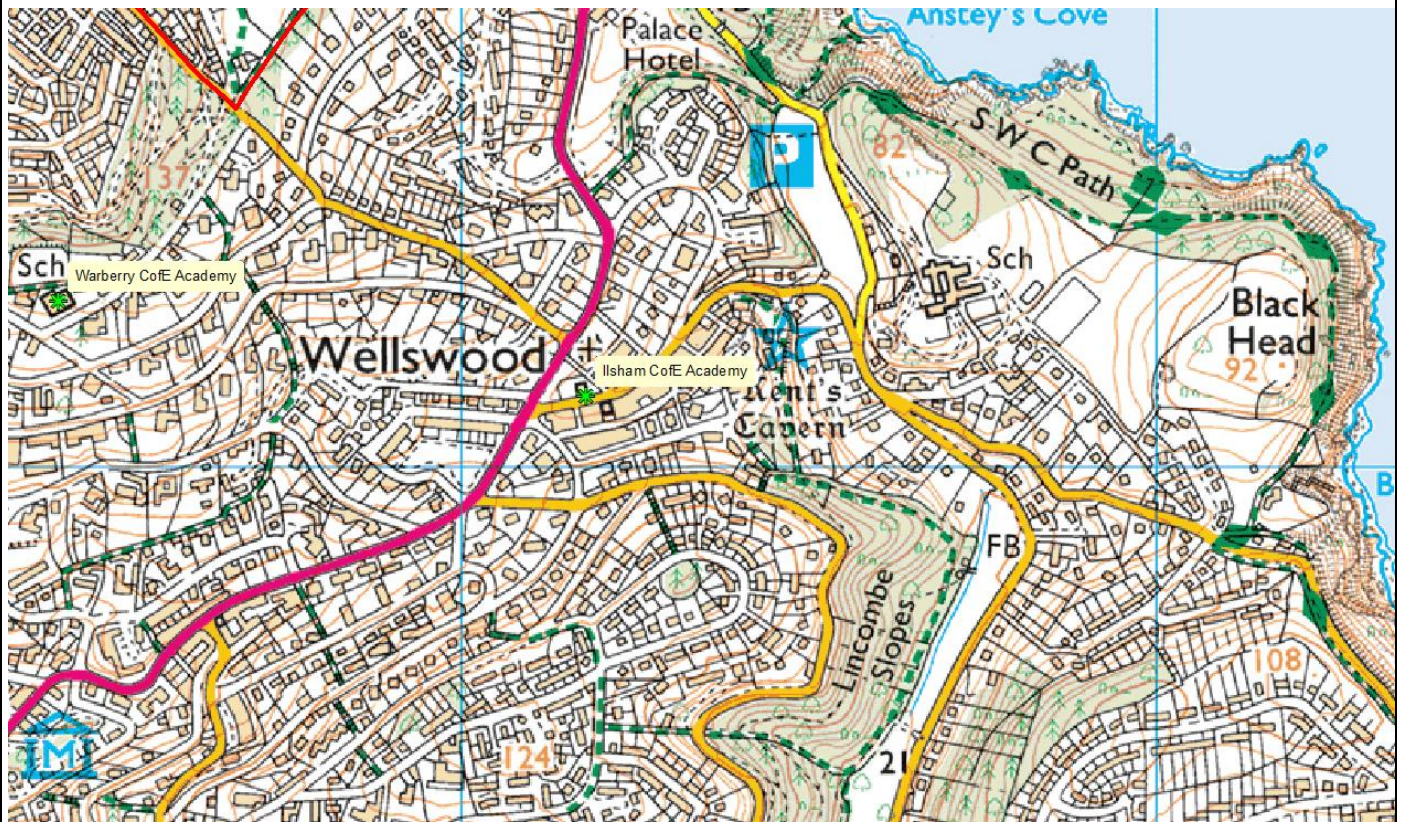 Anstey's Cove
Palace
Hotel
P
82
S W C Path
137
Sch
Warberry CofE Academy
Sch
Black
Head
92
Wellswood
Ilsham CofE Academy
Kent's
Cavern
B
FB
Lincombe
Slopes
108
M
124
21